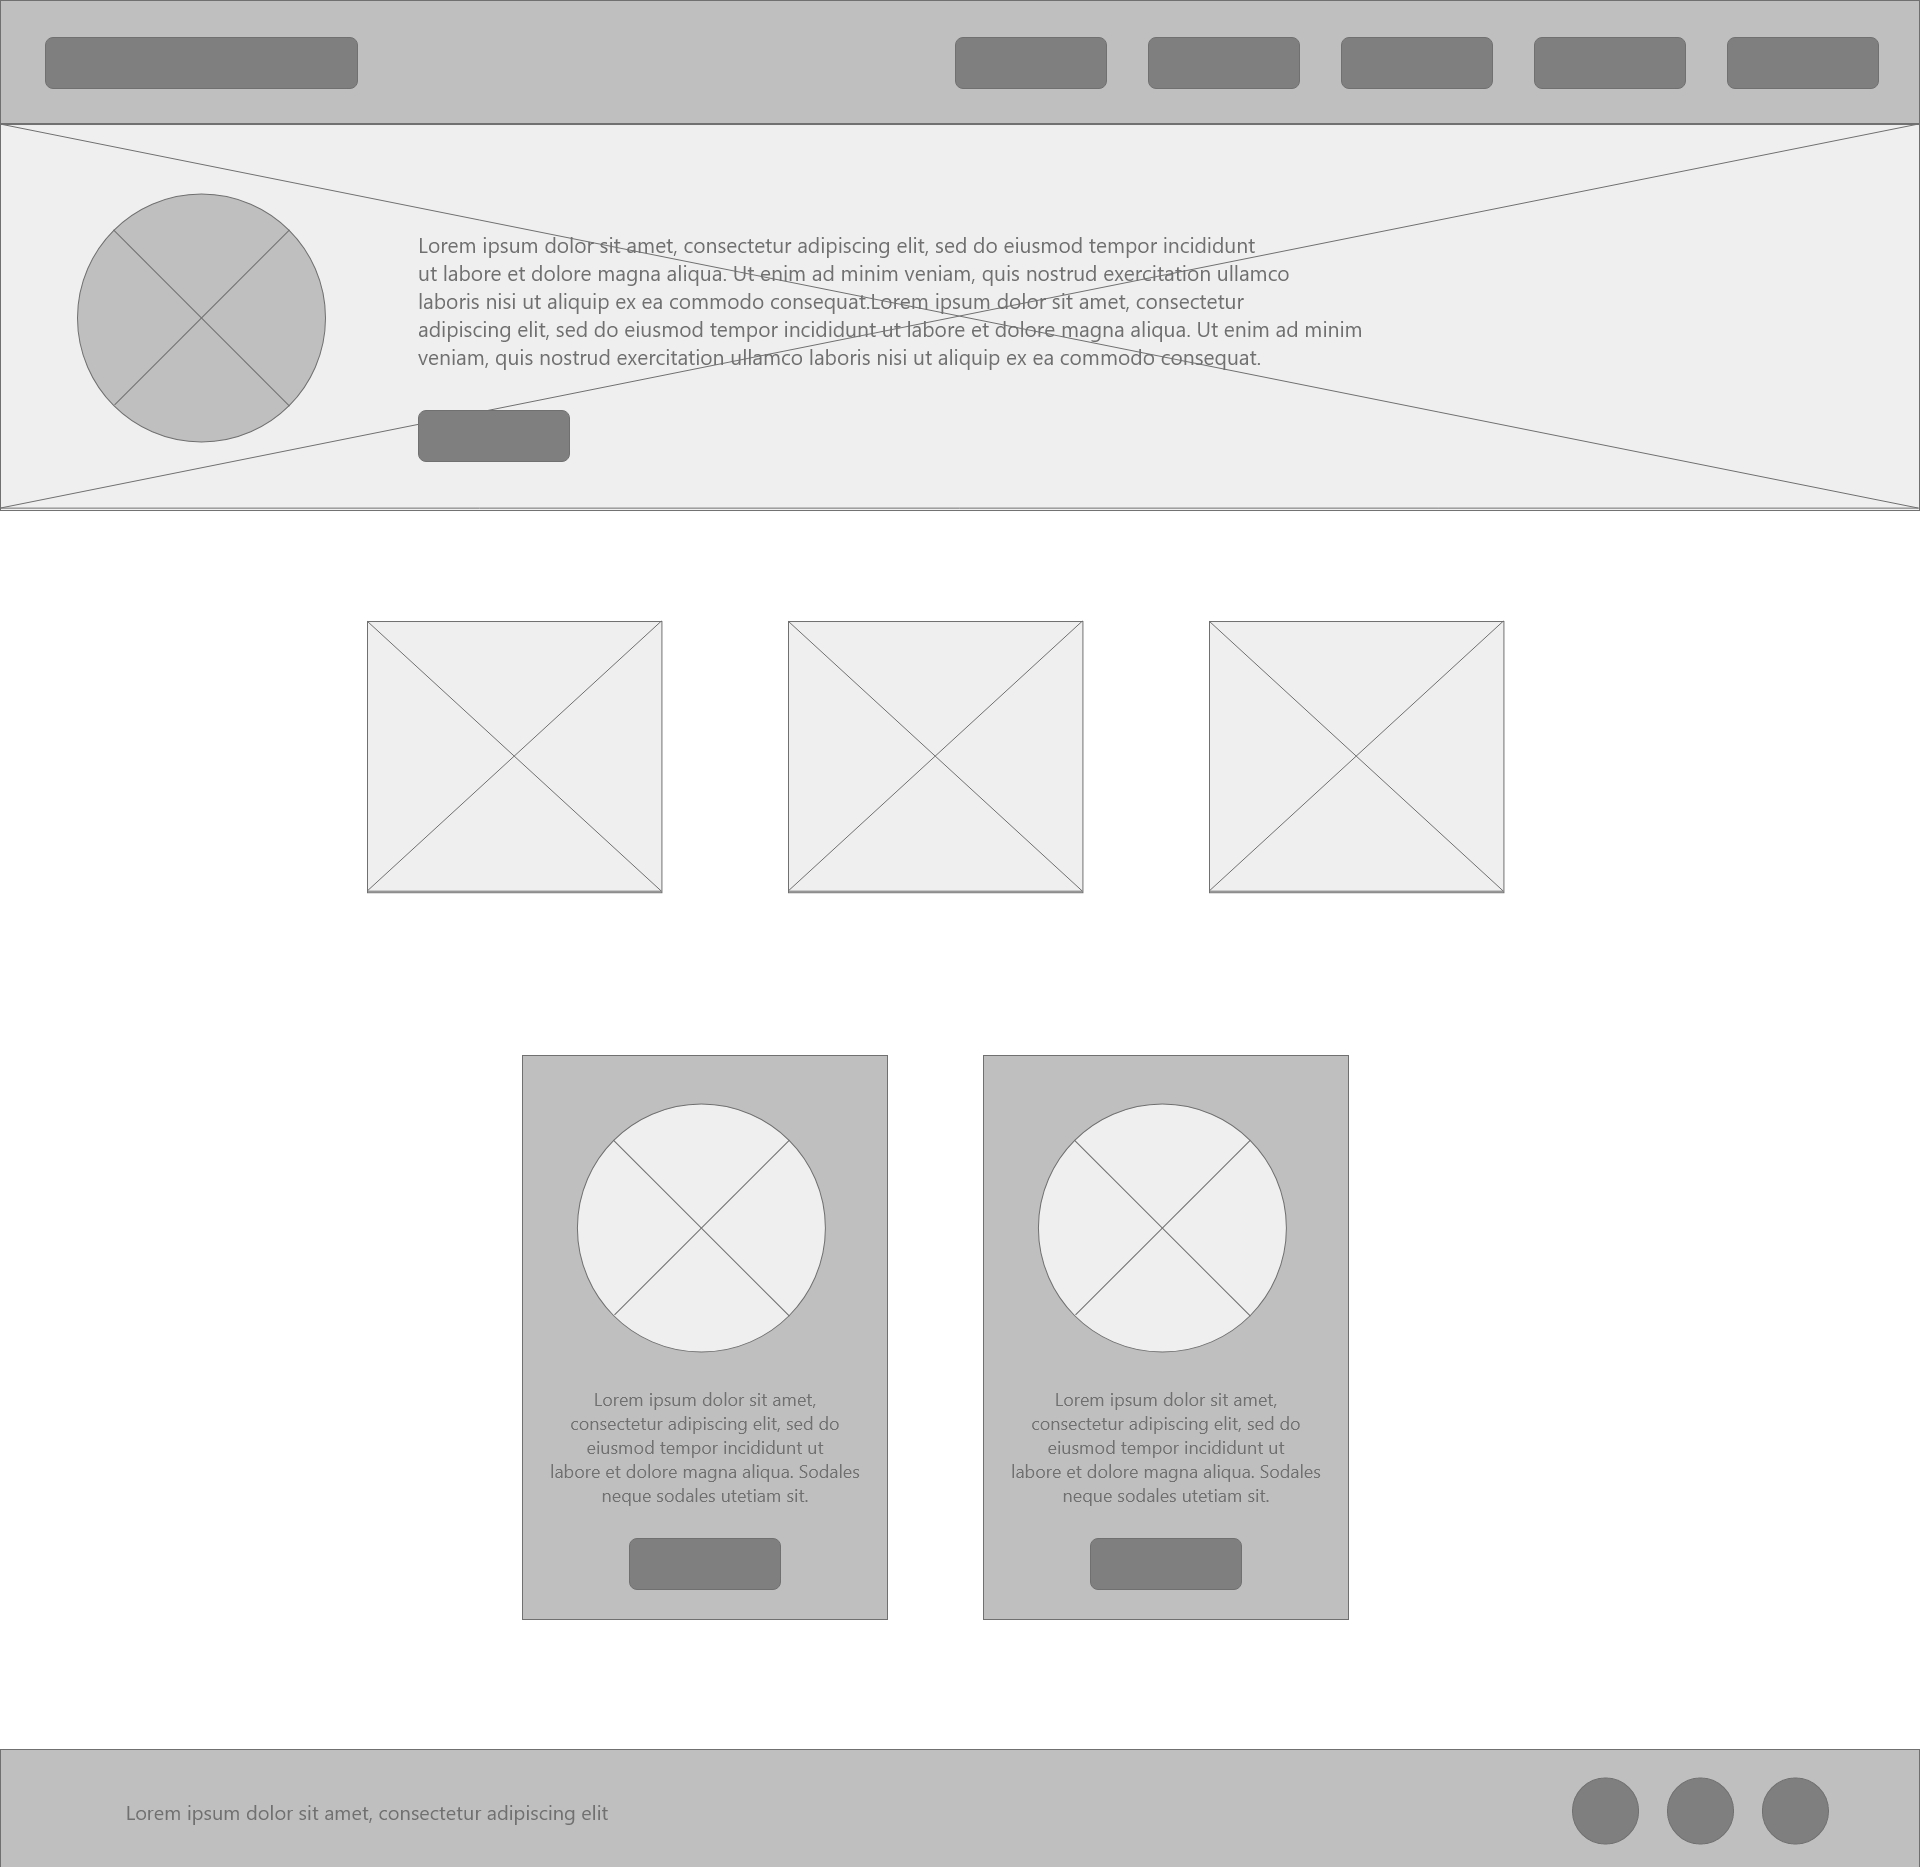 Lorem ipsum dolor sit amet, consectetur adipiscing elit, sed do eiusmod tempor incididunt
ut labore et dolore magna aliqua. Ut enim ad minim veniam, quis nostrud exercitation ullamco
laboris nisi ut aliquip ex ea commodo consequat.Lorem ipsum dolor sit amet, consectetur
adipiscing elit, sed do eiusmod tempor incididunt ut labore et dolore magna aliqua. Ut enim ad minim
veniam, quis nostrud exercitation ullamco laboris nisi ut aliquip ex ea commodo consequat.
Lorem ipsum dolor sit amet,
consectetur adipiscing elit, sed do
eiusmod tempor incididunt ut
labore et dolore magna aliqua. Sodales
neque sodales utetiam sit.
Lorem ipsum dolor sit amet,
consectetur adipiscing elit, sed do
eiusmod tempor incididunt ut
labore et dolore magna aliqua. Sodales
neque sodales utetiam sit.
Lorem ipsum dolor sit amet, consectetur adipiscing elit